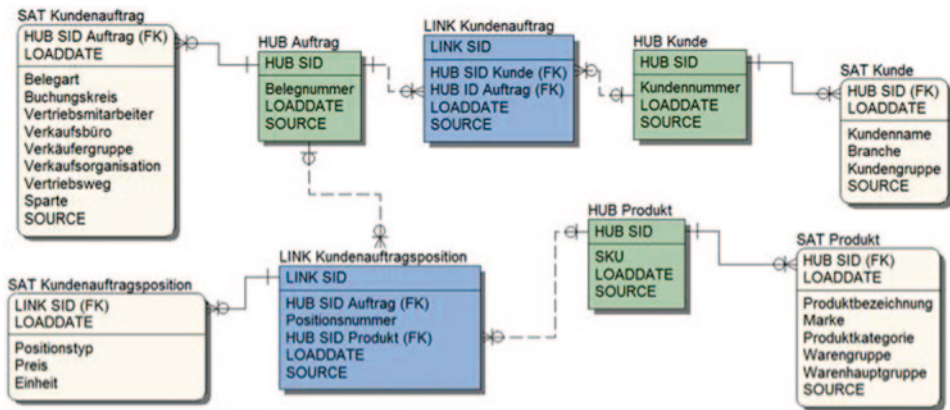 SAT Kundenauftrag
HUB SID Auftrag (FK)
LOADDATE
Belegart
Buchungskreis
Vertriebsmitarbeiter
Verkaufsbüro
Verkäufergruppe
Verkaufsorganisation
Vertriebsweg
Sparte
SOURCE
HUB Auftrag
HUB SID
Belegnummer
LOADDATE
SOURCE
LINK Kundenauftrag
LINK SID
HUB SID Kunde (FK)
HUB ID Auftrag (FK)
LOADDATE
SOURCE
HUB Kunde
HUB SID
Kundennummer
LOADDATE
SOURCE
SAT Kunde
HUB SID (FK)
LOADDATE
Kundenname
Branche
Kundengruppe
SOURCE
SAT Kundenauftragsposition
LINK SID (FK)
LOADDATE
Positionstyp
Preis
Einheit
LINK Kundenauftragsposition
LINK SID
HUB SID Auftrag (FK)
Positionsnummer
HUB SID Produkt (FK)
LOADDATE
SOURCE
HUB Produkt
HUB SID
SKU
LOADDATE
SOURCE
SAT Produkt
HUB SID (FK)
LOADDATE
Produktbezeichnung
Marke
Produktkategorie
Warengruppe
Warenhauptgruppe
SOURCE